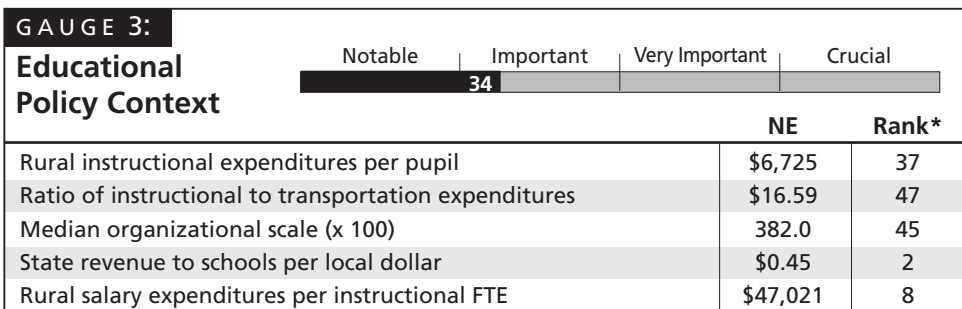 GAUGE 3:
Educational
Policy Context
Notable Important Very Important Crucial
34
NE Rank*
Rural instructional expenditures per pupil $6,725 37
Ratio of instructional to transportation expenditures $16.59 47
Median organizational scale (x 100) 382.0 45
State revenue to schools per local dollar $0.45 2
Rural salary expenditures per instructional FTE $47,021 8